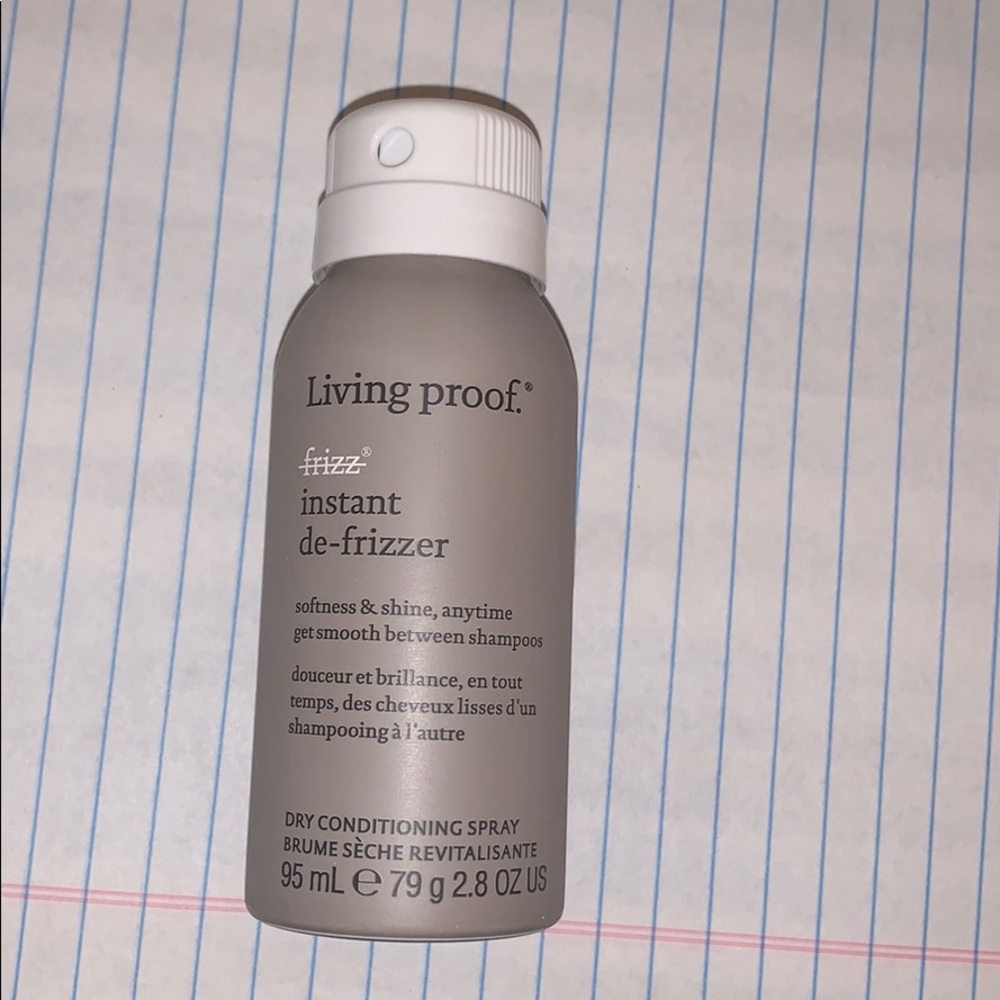 Living proof.®
frizz®
instant
de-frizzer
softness & shine, anytime
get smooth between shampoos
douceur et brillance, en tout
temps, des cheveux lisses d'un
shampooing à l'autre
DRY CONDITIONING SPRAY
BRUME SÈCHE REVITALISANTE
95 mL ℮ 79 g 2.8 OZ US